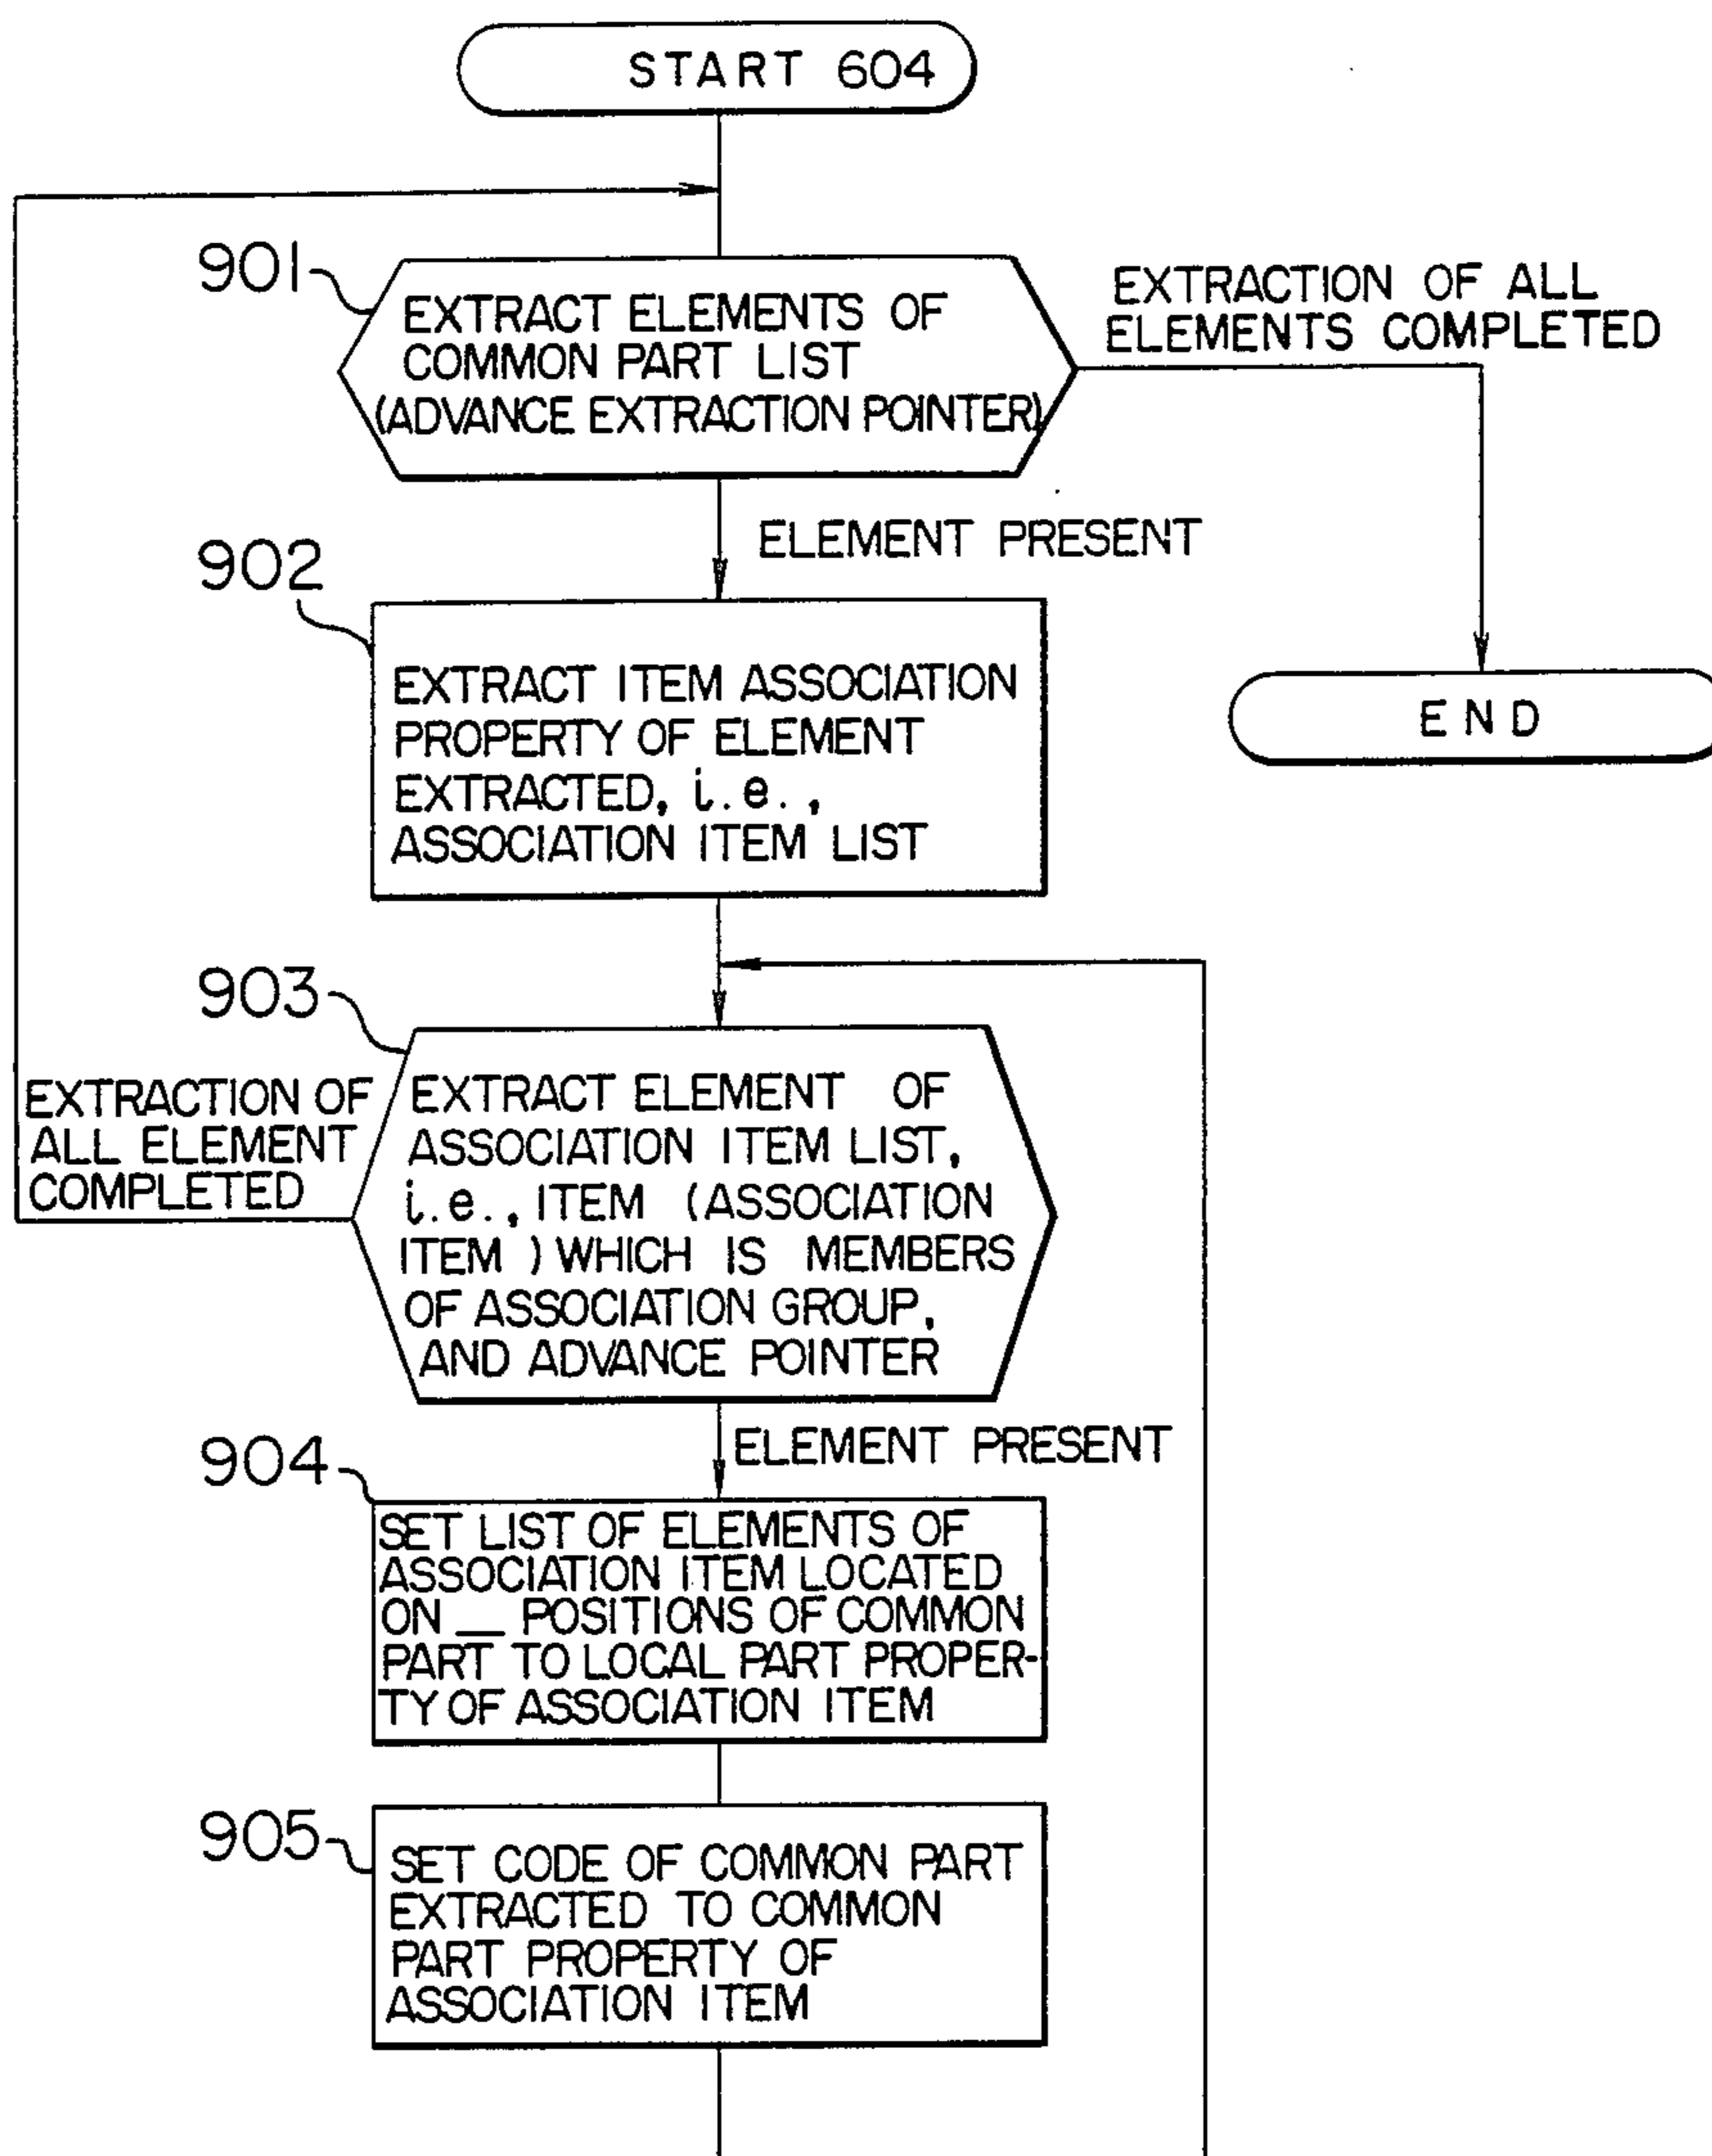 START 604
901
EXTRACT ELEMENTS OF
COMMON PART LIST
(ADVANCE EXTRACTION POINTER)
EXTRACTION OF ALL
ELEMENTS COMPLETED
ELEMENT PRESENT
902
EXTRACT ITEM ASSOCIATION
PROPERTY OF ELEMENT
EXTRACTED, i.e.,
ASSOCIATION ITEM LIST
END
903
EXTRACTION OF
ALL ELEMENT
COMPLETED
EXTRACT ELEMENT OF
ASSOCIATION ITEM LIST,
i.e., ITEM (ASSOCIATION
ITEM) WHICH IS MEMBERS
OF ASSOCIATION GROUP,
AND ADVANCE POINTER
ELEMENT PRESENT
904
SET LIST OF ELEMENTS OF
ASSOCIATION ITEM LOCATED
ON __ POSITIONS OF COMMON
PART TO LOCAL PART PROPER-
TY OF ASSOCIATION ITEM
905
SET CODE OF COMMON PART
EXTRACTED TO COMMON
PART PROPERTY OF
ASSOCIATION ITEM